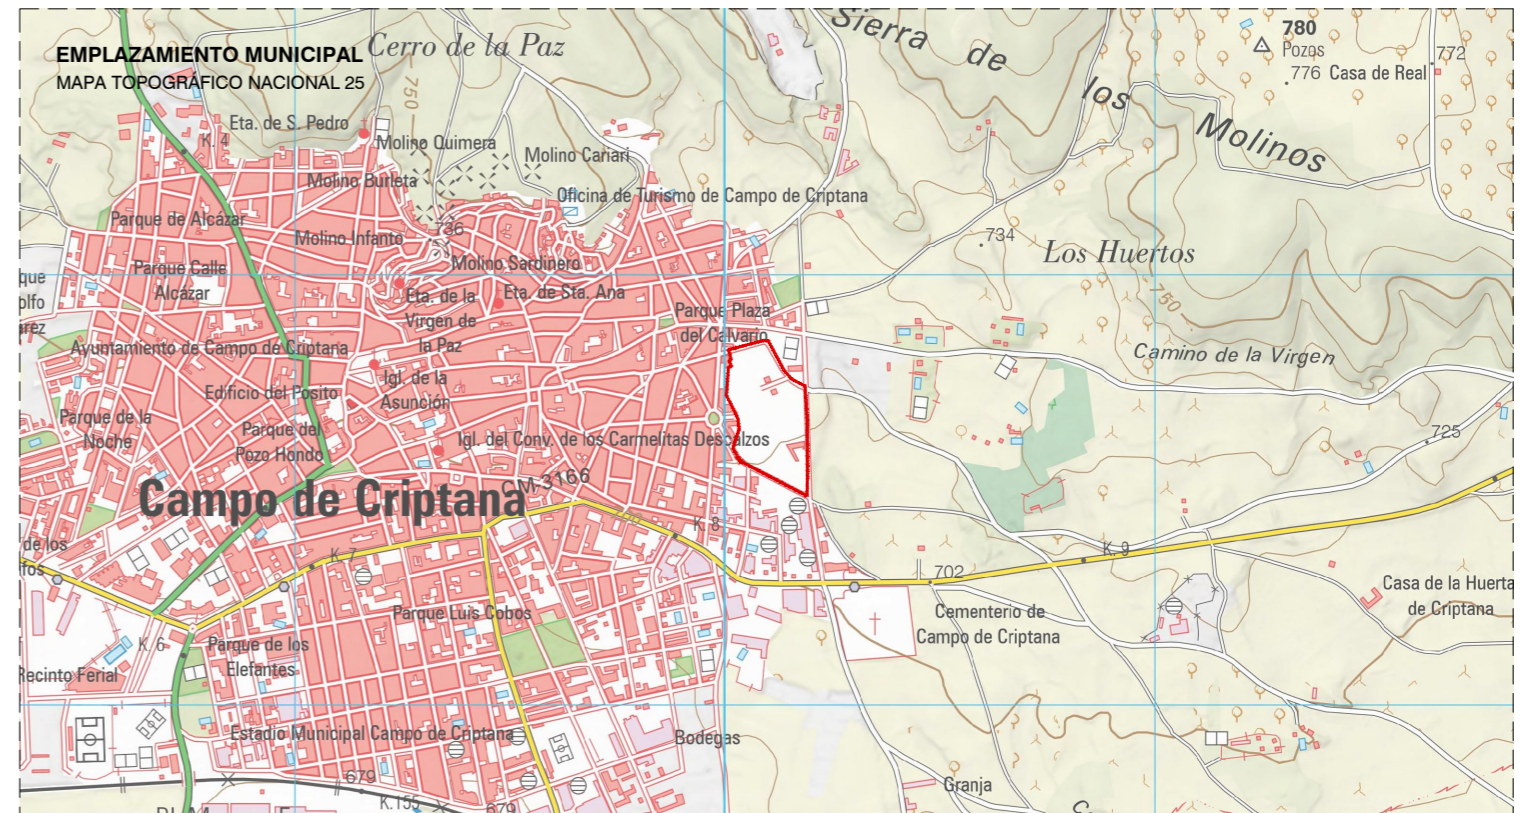 EMPLAZAMIENTO MUNICIPAL
MAPA TOPOGRÁFICO NACIONAL 25
Cerro de la Paz
Sierra de los Molinos
780
Pozos
776
Casa de Real
772
750
Eta. de S. Pedro
K. 4
Molino Quimera
Molino Cariari
Molino Burleta
Oficina de Turismo de Campo de Criptana
Parque de Alcázar
736
Molino Infanto
734
Los Huertos
Molino Sardinero
Parque Calle
Alcázar
Eta. de la
Virgen de
la Paz
Eta. de Sta. Ana
750
Parque Plaza
del Calvario
Ayuntamiento de Campo de Criptana
Camino de la Virgen
Edificio del Posito
Igl. de la
Asunción
Parque de la
Noche
Parque del
Pozo Hondo
Igl. del Conv. de los Carmelitas Descalzos
725
Campo de Criptana
CM-3166
K. 8
de los
K. 7
K. 9
702
Parque Luis Cobos
Cementerio de
Campo de Criptana
Casa de la Huerta
de Criptana
K. 6
Parque de los
Elefantes
Recinto Ferial
Estadio Municipal Campo de Criptana
Bodegas
679
K.155
679
Granja